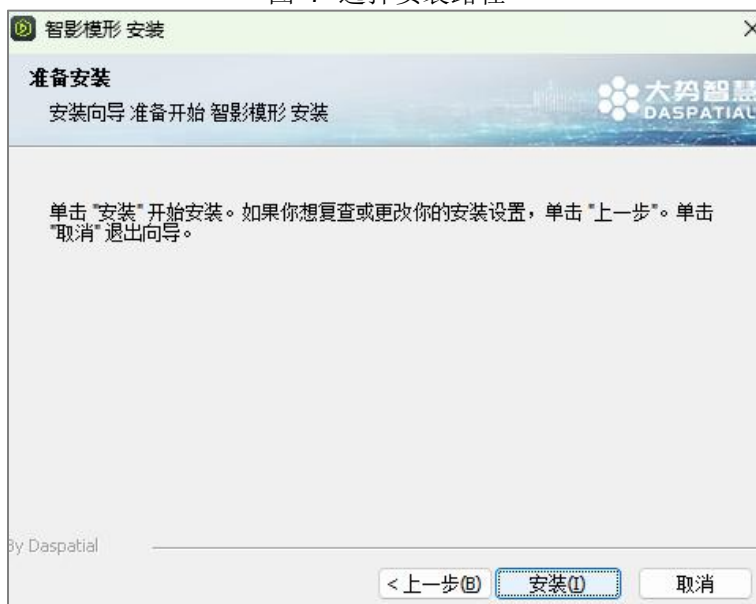 智影模形 安装
准备安装
安装向导 准备开始 智影模形 安装
大势智慧
DASPATIAL
单击 "安装" 开始安装。如果你想复查或更改你的安装设置，单击 "上一步"。单击
"取消" 退出向导。
By Daspatial
<上一步(B)
安装(I)
取消